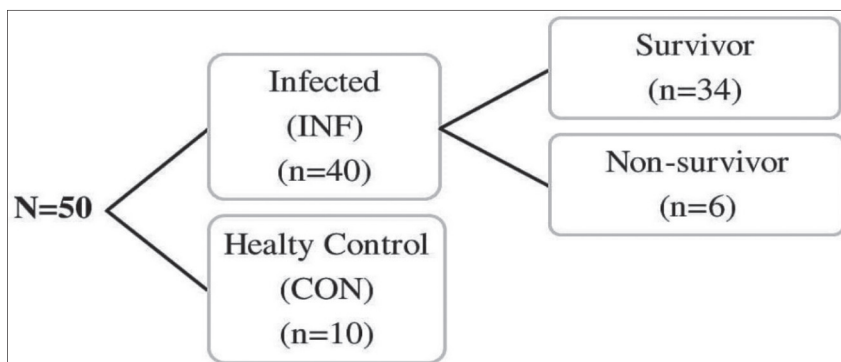 N=50
Infected
(INF)
(n=40)
Healty Control
(CON)
(n=10)
Survivor
(n=34)
Non-survivor
(n=6)